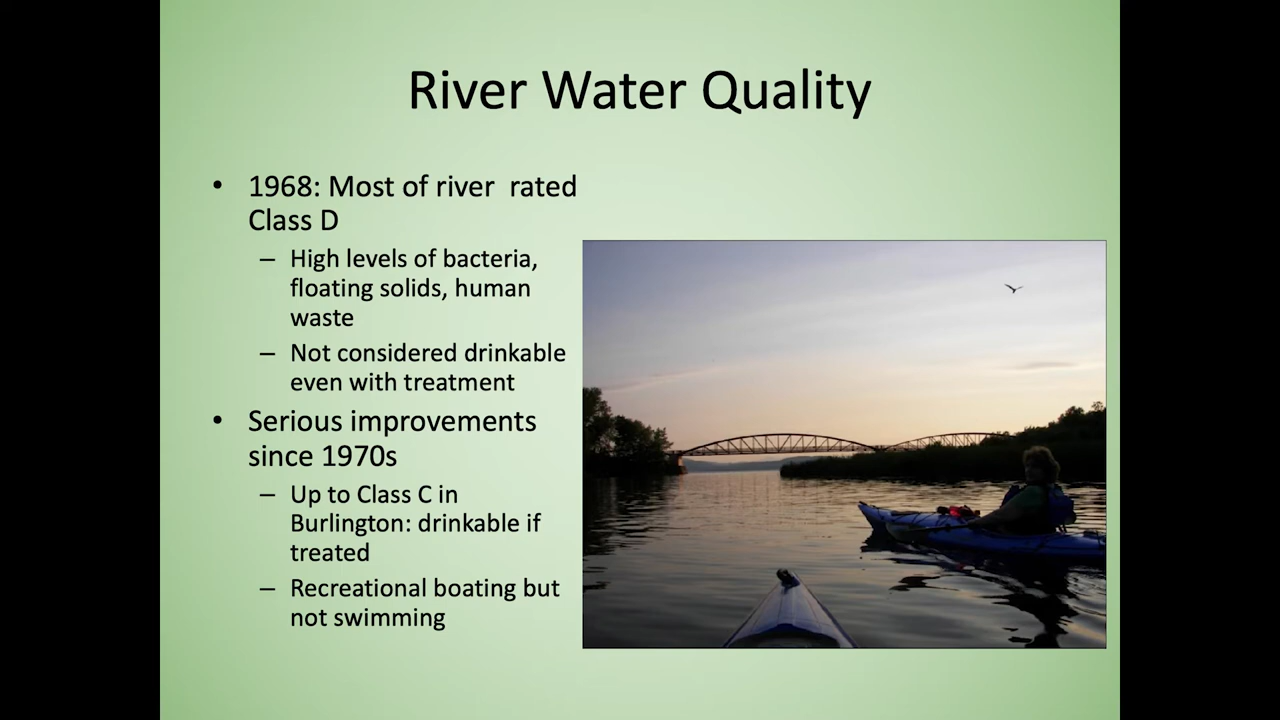 River Water Quality
• 1968: Most of river  rated
Class D
– High levels of bacteria,
floating solids, human
waste
– Not considered drinkable
even with treatment
• Serious improvements
since 1970s
– Up to Class C in
Burlington: drinkable if
treated
– Recreational boating but
not swimming